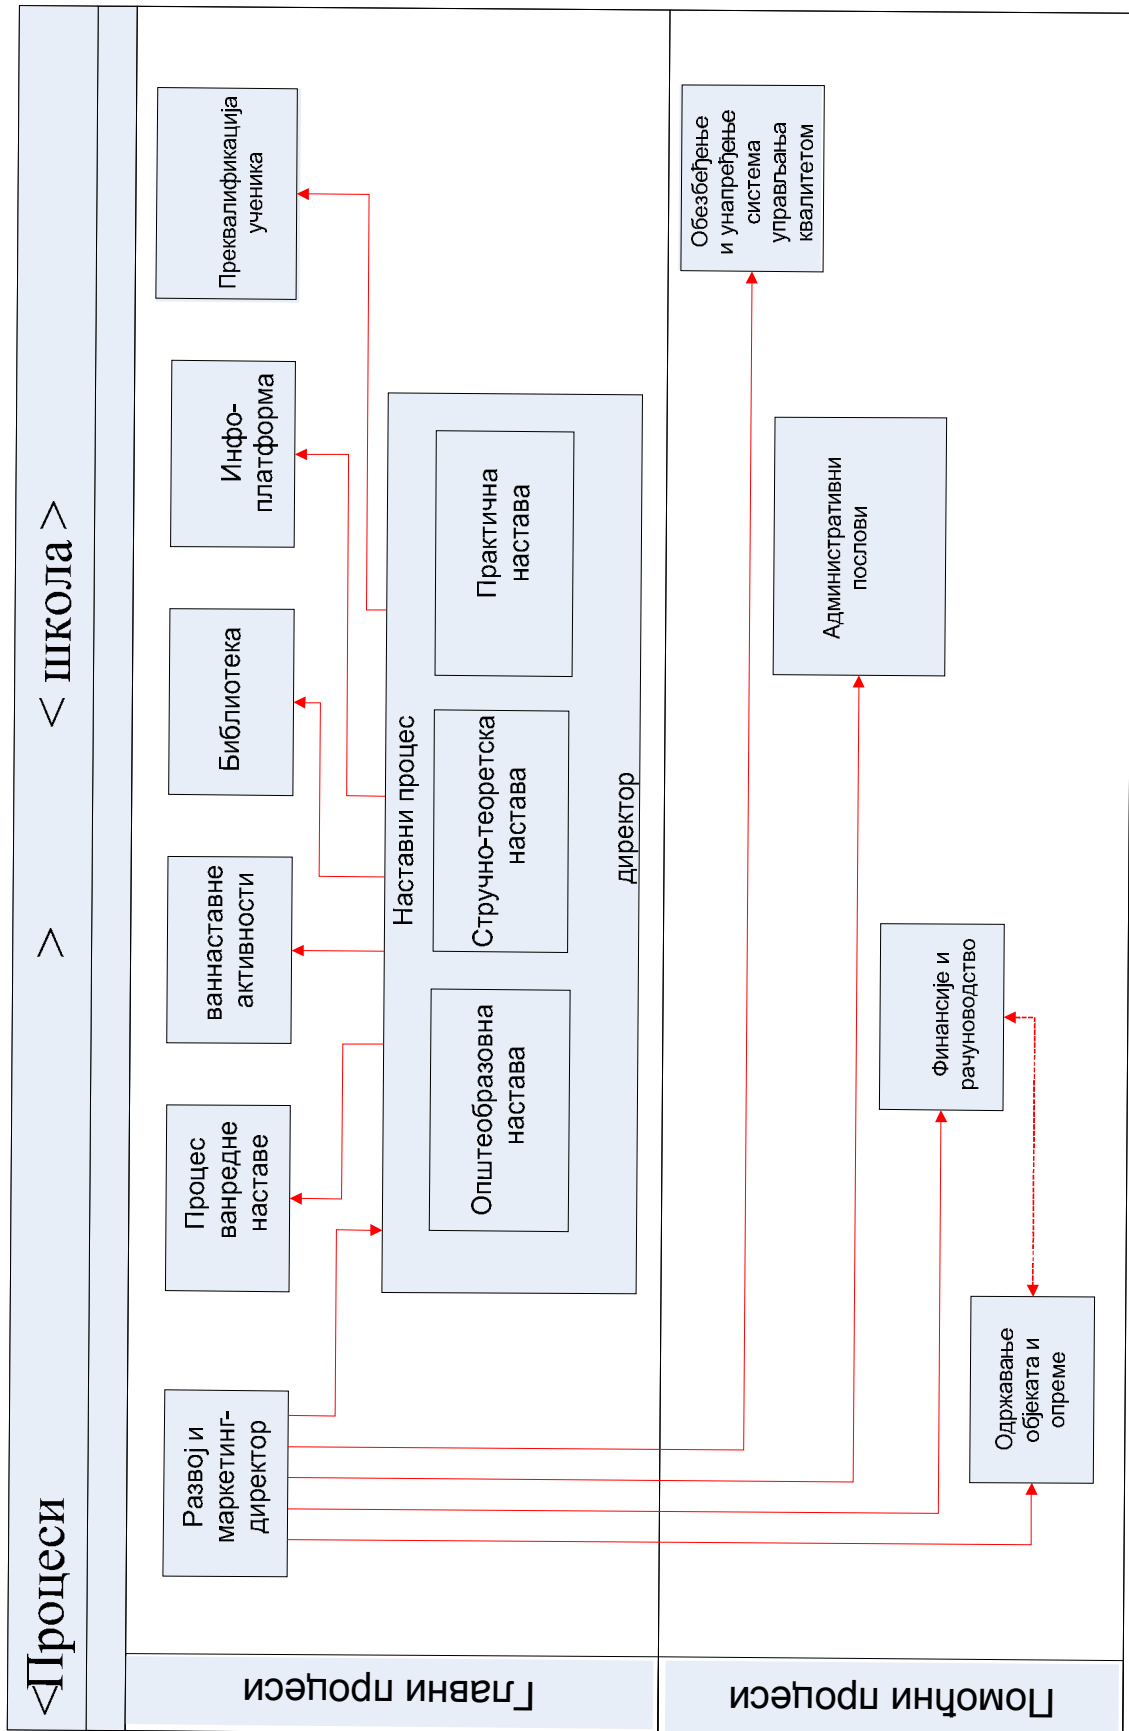 <Процеси > < школа >
Главни процеси
Развој и
маркетинг-
директор
Процес
ванредне
наставе
ваннаставне
активности
Библиотека
Инфо-
платформа
Преквалификација
ученика
Наставни процес
Општеобразовна
настава
Стручно-теоретска
настава
Практична
настава
директор
Помоћни процеси
Одржавање
објеката и
опреме
Финансије и
рачуноводство
Административни
послови
Обезбеђење
и унапређење
система
управљања
квалитетом